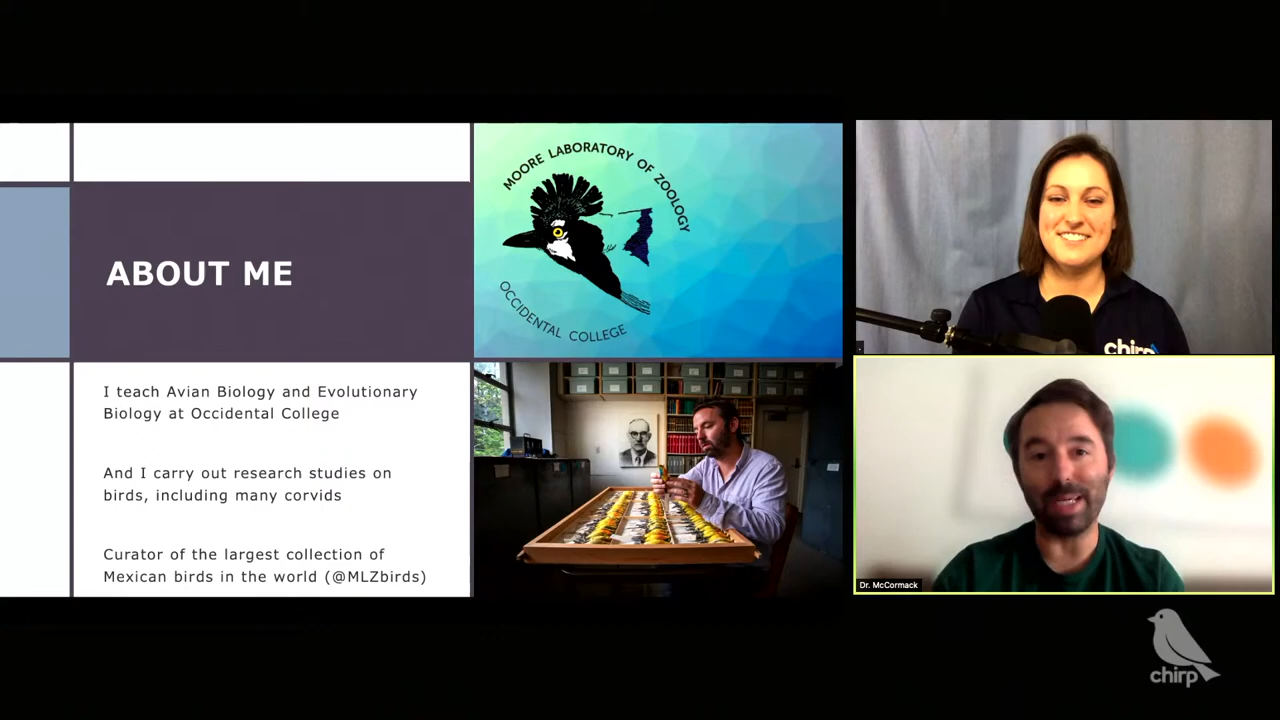 ABOUT ME
I teach Avian Biology and Evolutionary
Biology at Occidental College
And I carry out research studies on
birds, including many corvids
Curator of the largest collection of
Mexican birds in the world (@MLZbirds)
MOORE LABORATORY OF ZOOLOGY
OCCIDENTAL COLLEGE
chirp
Dr. McCormack
chirp